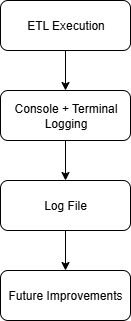 ETL Execution
Console + Terminal
Logging
Log File
Future Improvements